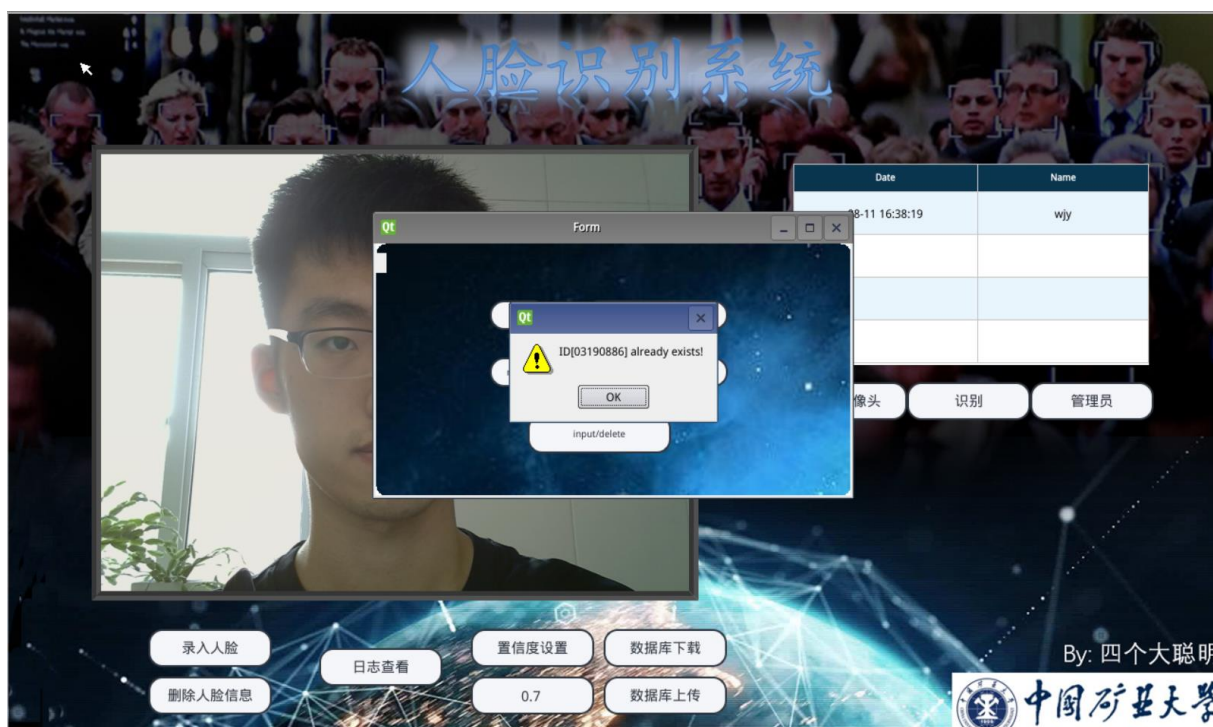 人脸识别系统
Date Name
08-11 16:38:19 wjy
Qt Form
Qt
ID[03190886] already exists!
OK
input/delete
像头
识别
管理员
录入人脸
删除人脸信息
日志查看
置信度设置
0.7
数据库下载
数据库上传
By: 四个大聪明
中国矿业大学